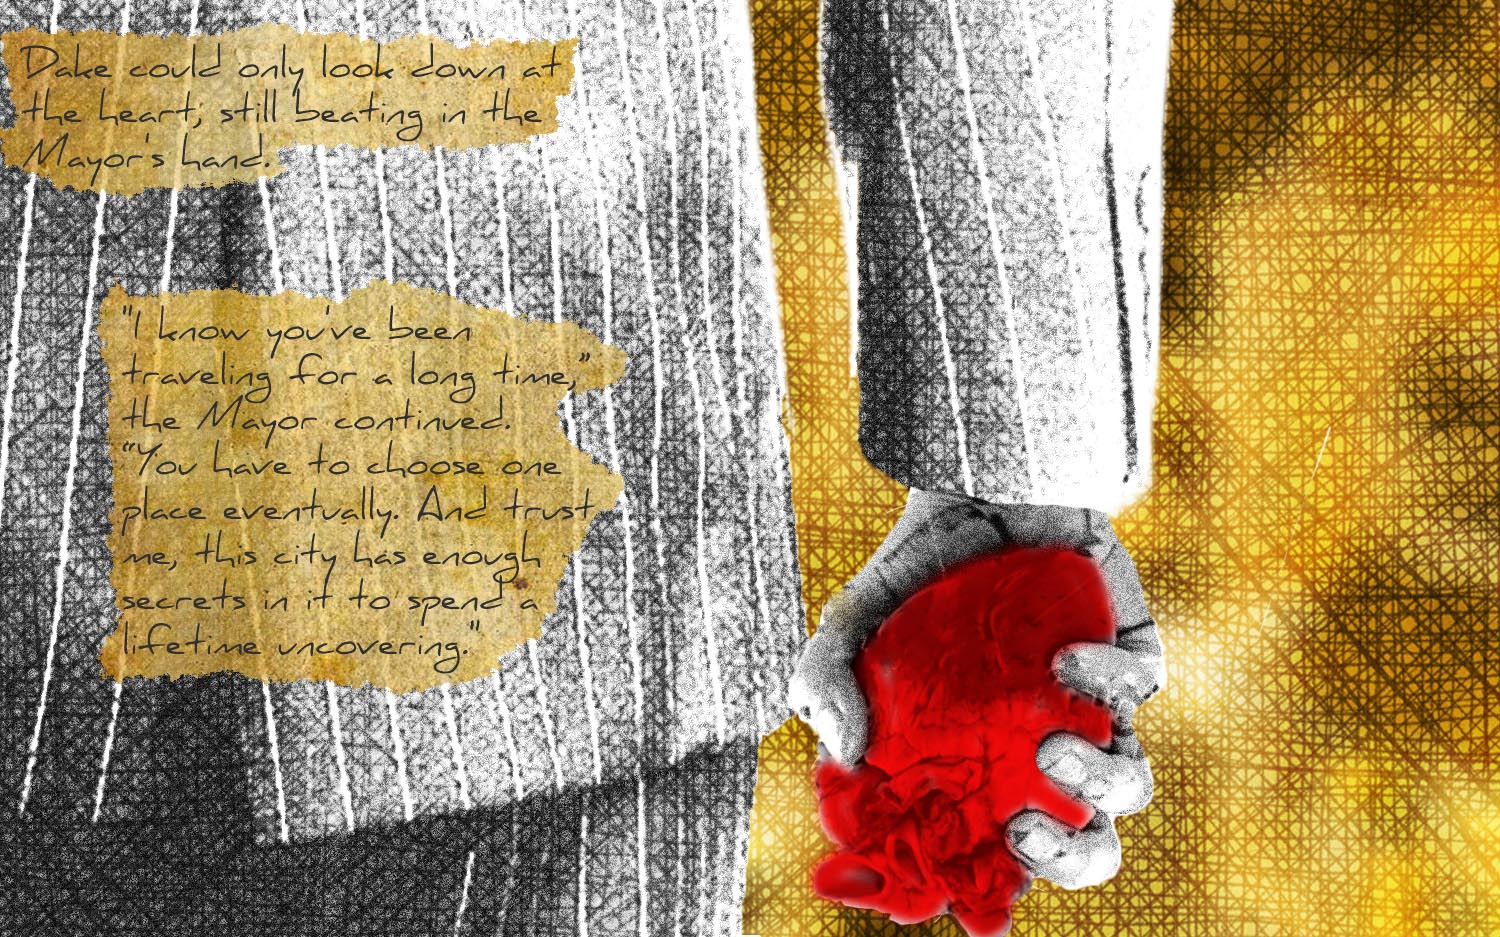 Dake could only look down at
the heart, still beating in the
Mayor's hand.
"I know you've been
traveling for a long time,"
the Mayor continued.
"You have to choose one
place eventually. And trust
me, this city has enough
secrets in it to spend a
lifetime uncovering."